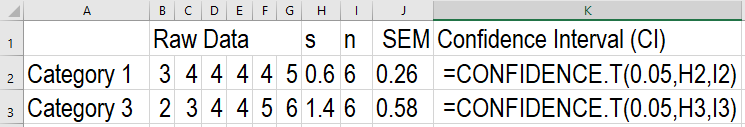 A B C D E F G H I J K
1 Raw Data s n SEM Confidence Interval (CI)
2 Category 1 3 4 4 4 4 5 0.6 6 0.26 =CONFIDENCE.T(0.05,H2,I2)
3 Category 3 2 3 4 4 5 6 1.4 6 0.58 =CONFIDENCE.T(0.05,H3,I3)